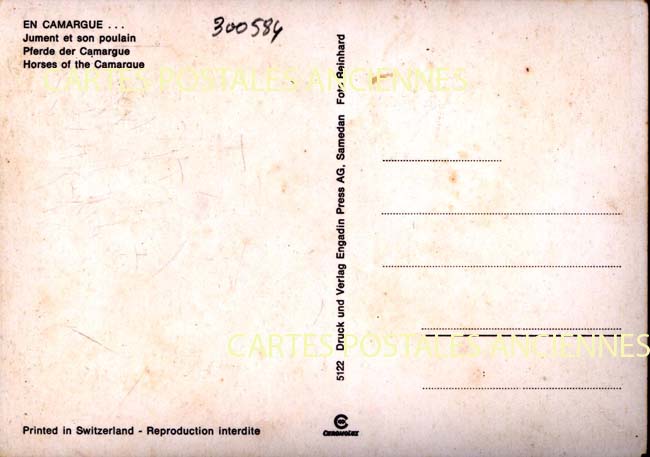 EN CAMARGUE ...
Jument et son poulain
Pferde der Camargue
Horses of the Camargue
300584
CARTES POSTALES ANCIENNES
5122 Druck und Verlag Engadin Press AG, Samedan Foto Reinhard
CARTES POSTALES ANCIENNES
Printed in Switzerland - Reproduction interdite